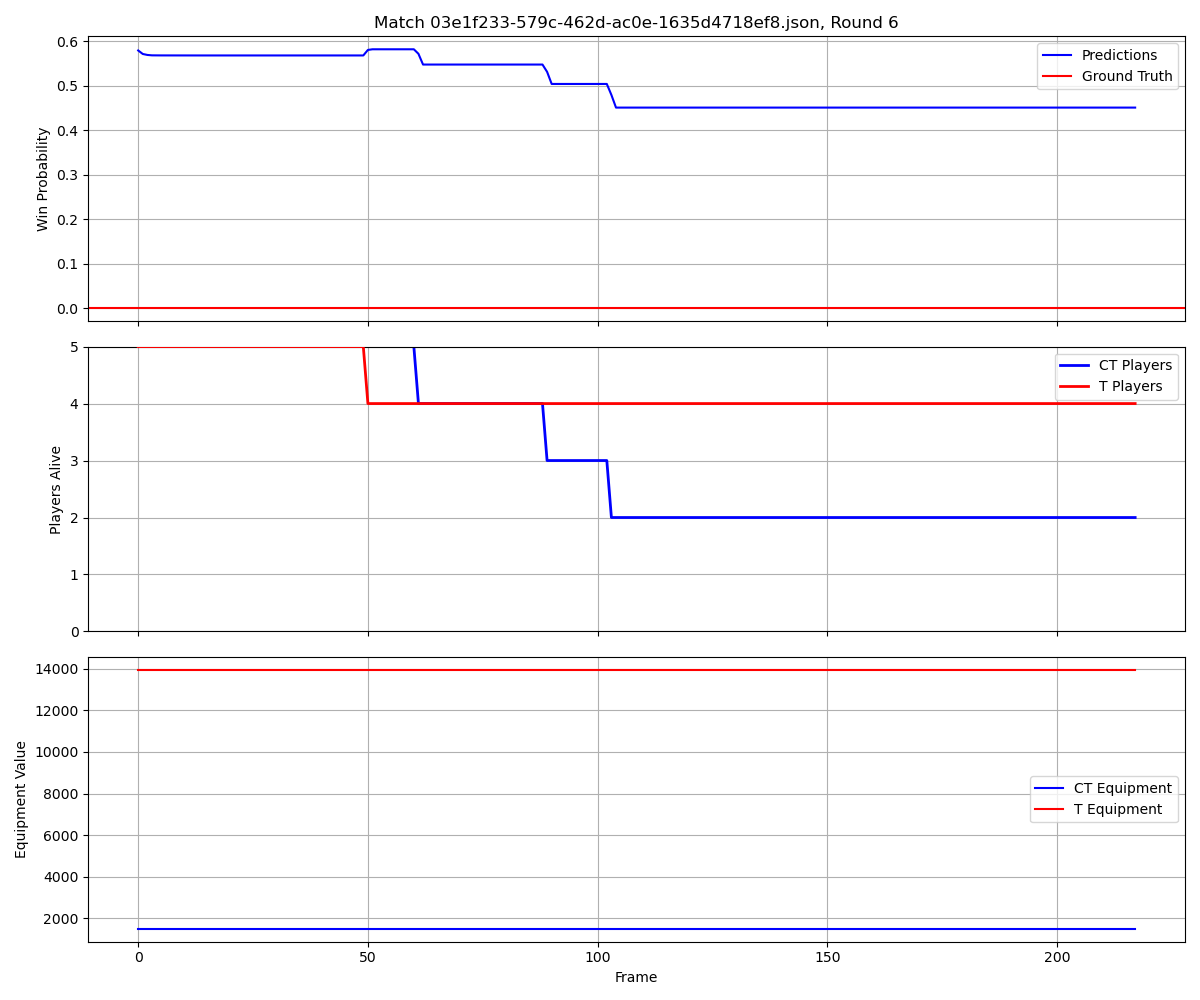 Match 03e1f233-579c-462d-ac0e-1635d4718ef8.json, Round 6
Win Probability
0.6
0.5
0.4
0.3
0.2
0.1
0.0
Predictions
Ground Truth
Players Alive
5
4
3
2
1
0
CT Players
T Players
Equipment Value
14000
12000
10000
8000
6000
4000
2000
CT Equipment
T Equipment
0
50
100
150
200
Frame